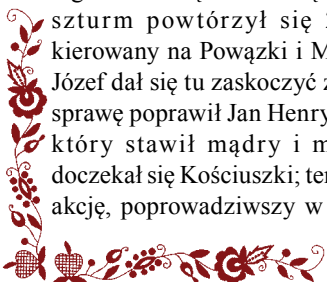 szturm powtórzył się
kierowany na Powązki i M
Józef dał się tu zaskoczyć z
sprawę poprawił Jan Henry
który stawił mądry i m
doczekał się Kościuszki; ter
akcję, poprowadziwszy w